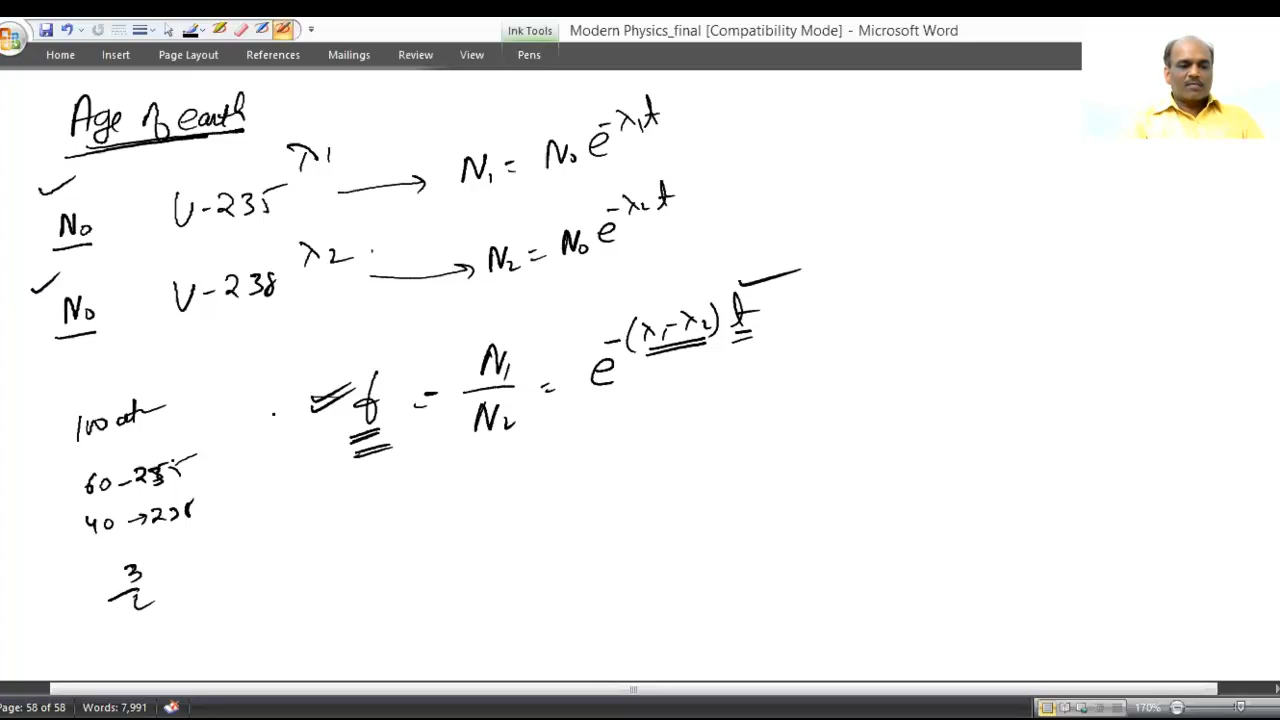 Ink Tools Modern Physics_final [Compatibility Mode] - Microsoft Word
Home Insert Page Layout References Mailings Review View Pens
Age of earth
N₀ U-235 λ1 → N₁ = N₀ e^-λ₁t
N₀ U-238 λ2 → N₂ = N₀ e^-λ₂t
f = N₁/N₂ = e^-(λ₁-λ₂)t
60 - 235
40 → 238
3/2
Page: 58 of 58 Words: 7,991 170%